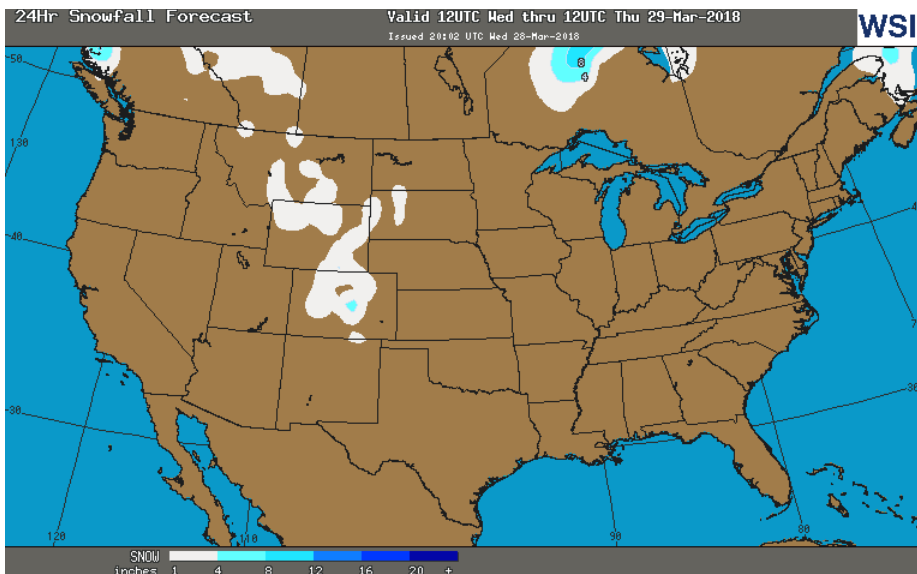 24Hr Snowfall Forecast
Valid 12UTC Wed thru 12UTC Thu 29-Mar-2018
Issued 20:02 UTC Wed 28-Mar-2018
WSI
50
8
4
130
40
30
30
120
110
90
80
SNOW
inches 1 4 8 12 16 20 +